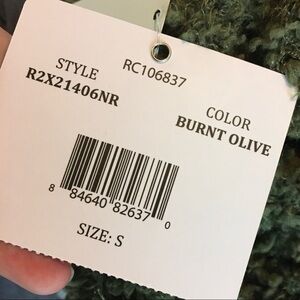 RC106837
STYLE
R2X21406NR
COLOR
BURNT OLIVE
8 84640 82637 0
SIZE: S